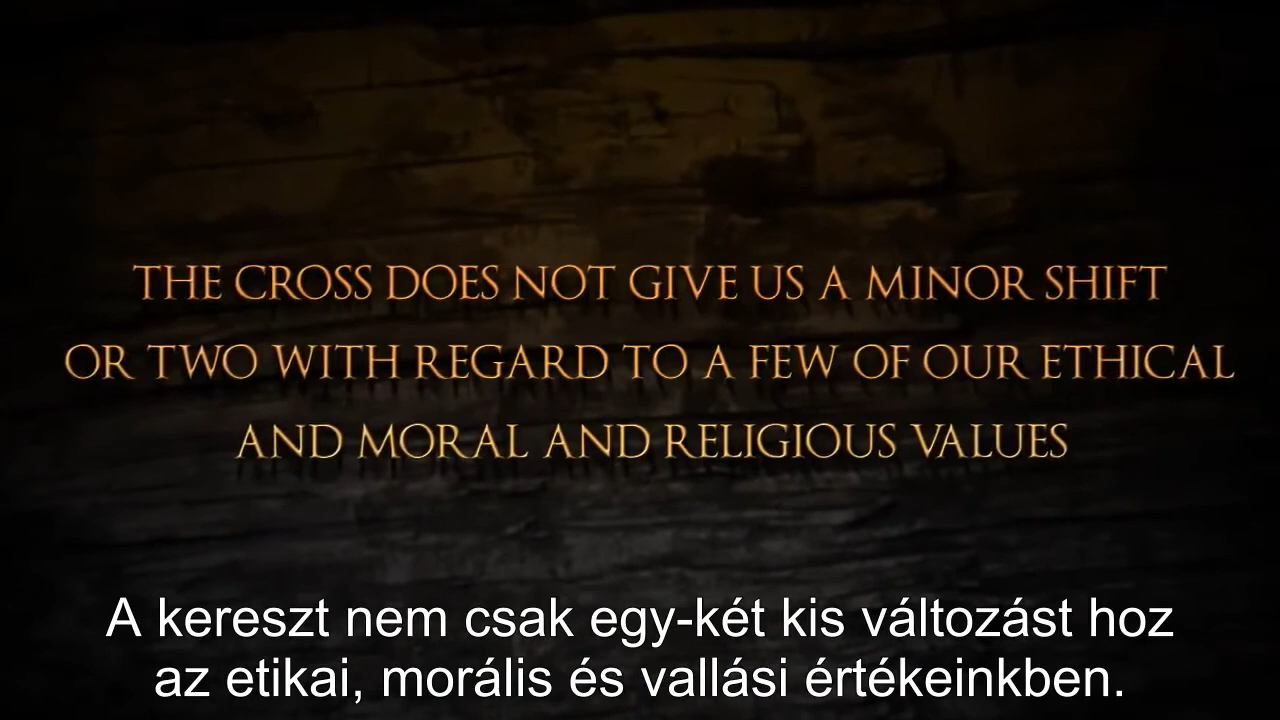 THE CROSS DOES NOT GIVE US A MINOR SHIFT
OR TWO WITH REGARD TO A FEW OF OUR ETHICAL
AND MORAL AND RELIGIOUS VALUES
A kereszt nem csak egy-két kis változást hoz
az etikai, morális és vallási értékeinkben.